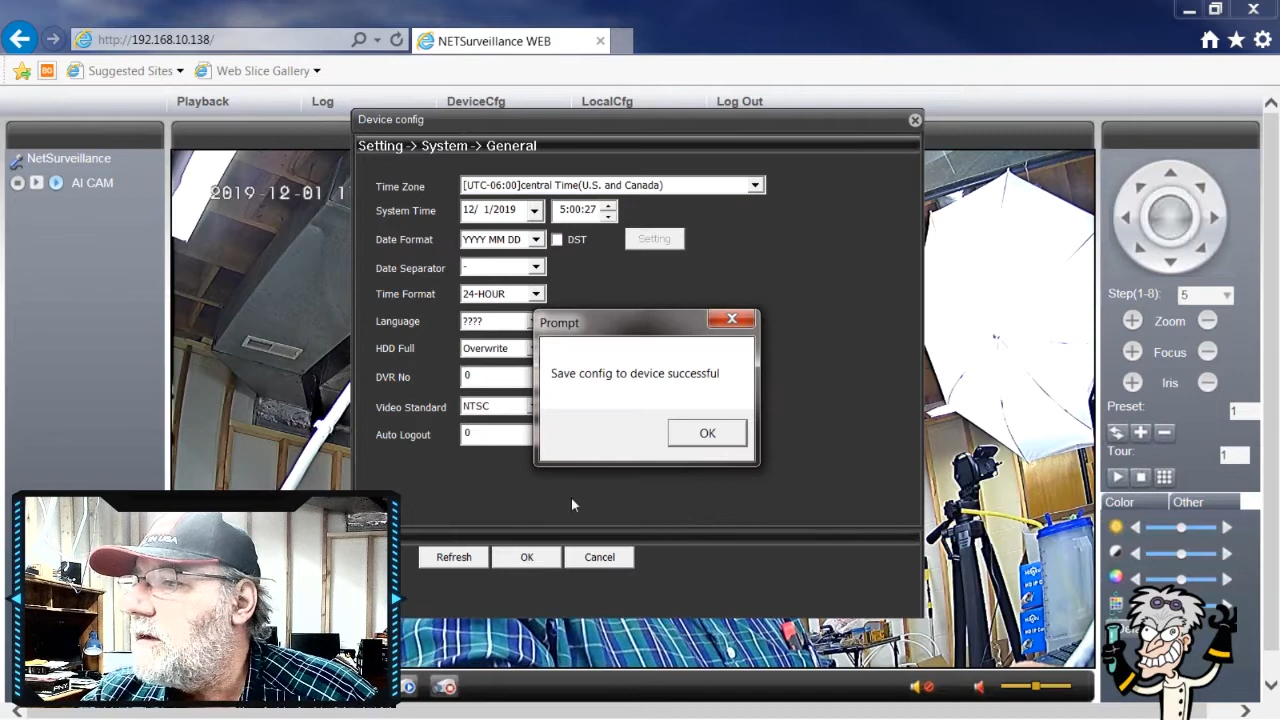 http://192.168.10.138/
NETSurveillance WEB
BG
Suggested Sites
Web Slice Gallery
Playback
Log
DeviceCfg
LocalCfg
Log Out
Device config
Setting -> System -> General
NetSurveillance
AI CAM
2019-12-01 1
Time Zone
[UTC-06:00]central Time(U.S. and Canada)
System Time
12/ 1/2019
5:00:27
Date Format
YYYY MM DD
DST
Setting
Date Separator
-
Time Format
24-HOUR
Language
????
HDD Full
Overwrite
DVR No
0
Video Standard
NTSC
Auto Logout
0
Prompt
Save config to device successful
OK
Refresh
OK
Cancel
Step(1-8):
5
Zoom
Focus
Iris
Preset:
1
Tour:
1
Color
Other